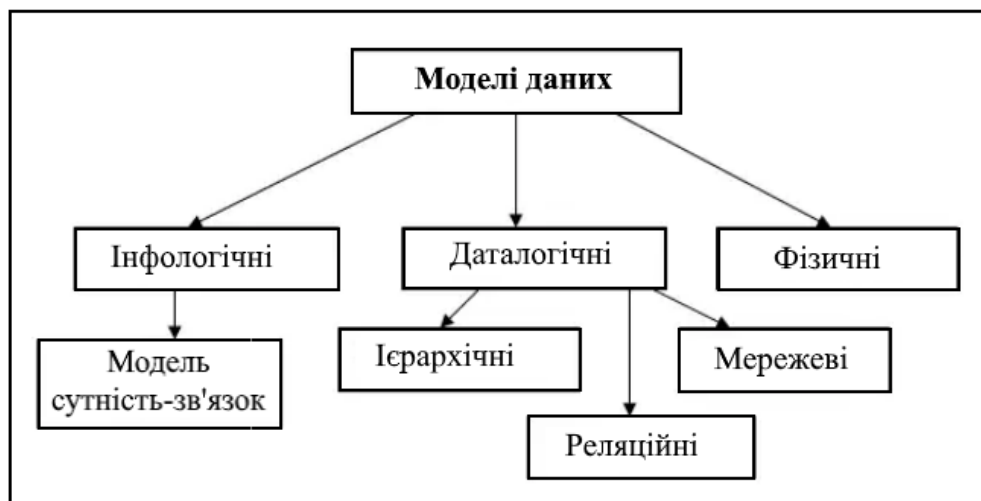 Моделі даних
Інфологічні
Даталогічні
Фізичні
Модель
сутність-зв'язок
Ієрархічні
Мережеві
Реляційні